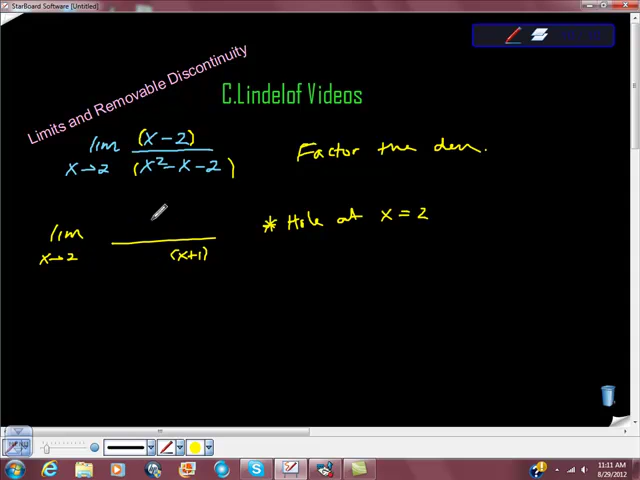 StarBoard Software [Untitled]
Limits and Removable Discontinuity
C.Lindelof Videos
lim (x-2)
x→2 (x²-x-2)
Factor the den.
lim
x→2 (x+1)
* Hole at x = 2
11:11 AM
8/29/2012